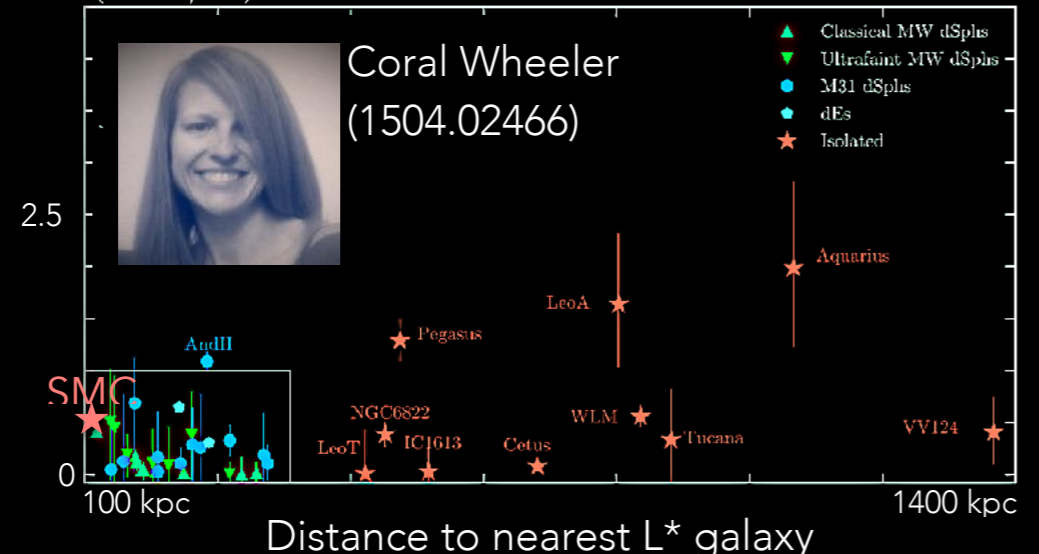 Coral Wheeler
(1504.02466)
Classical MW dSphs
Ultrafaint MW dSphs
M31 dSphs
dEs
Isolated
2.5
Aquarius
LeoA
Pegasus
AndII
SMC
NGC6822
WLM
VV124
LeoT
IC1613
Cetus
Tucana
0
100 kpc
1400 kpc
Distance to nearest L* galaxy